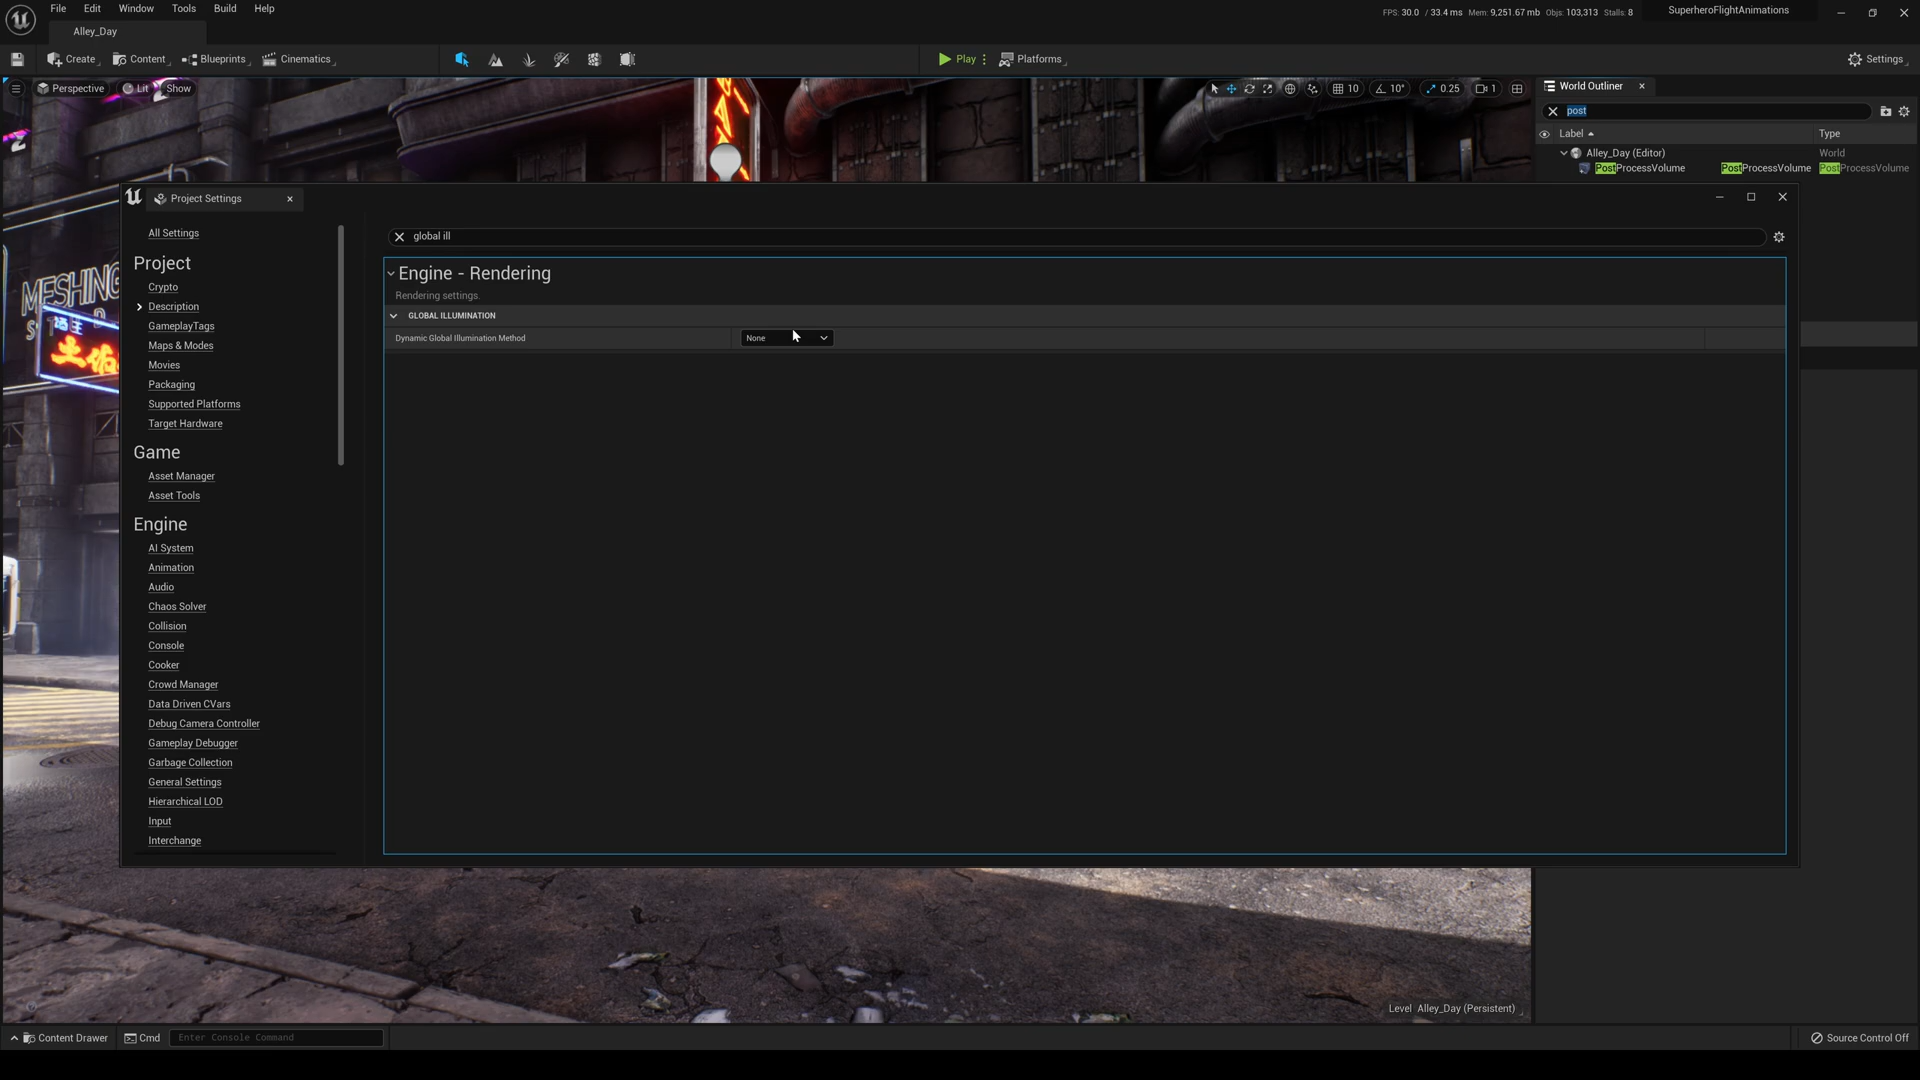 File Edit Window Tools Build Help
FPS: 30.0 / 33.4 ms Mem: 9,251.67 mb Objs: 103,313 Stalls: 8
SuperheroFlightAnimations
Alley_Day
Create Content Blueprints Cinematics
Play Platforms
Settings
Perspective Lit Show
10 10° 0.25 1
World Outliner
post
Label Type
Alley_Day (Editor) World
PostProcessVolume PostProcessVolume PostProcessVolume
Project Settings
All Settings
Project
Crypto
Description
GameplayTags
Maps & Modes
Movies
Packaging
Supported Platforms
Target Hardware
Game
Asset Manager
Asset Tools
Engine
AI System
Animation
Audio
Chaos Solver
Collision
Console
Cooker
Crowd Manager
Data Driven CVars
Debug Camera Controller
Gameplay Debugger
Garbage Collection
General Settings
Hierarchical LOD
Input
Interchange
global ill
Engine - Rendering
Rendering settings.
GLOBAL ILLUMINATION
Dynamic Global Illumination Method None
MESHING
酒王
土佑
Level Alley_Day (Persistent)
Content Drawer Cmd Enter Console Command
Source Control Off